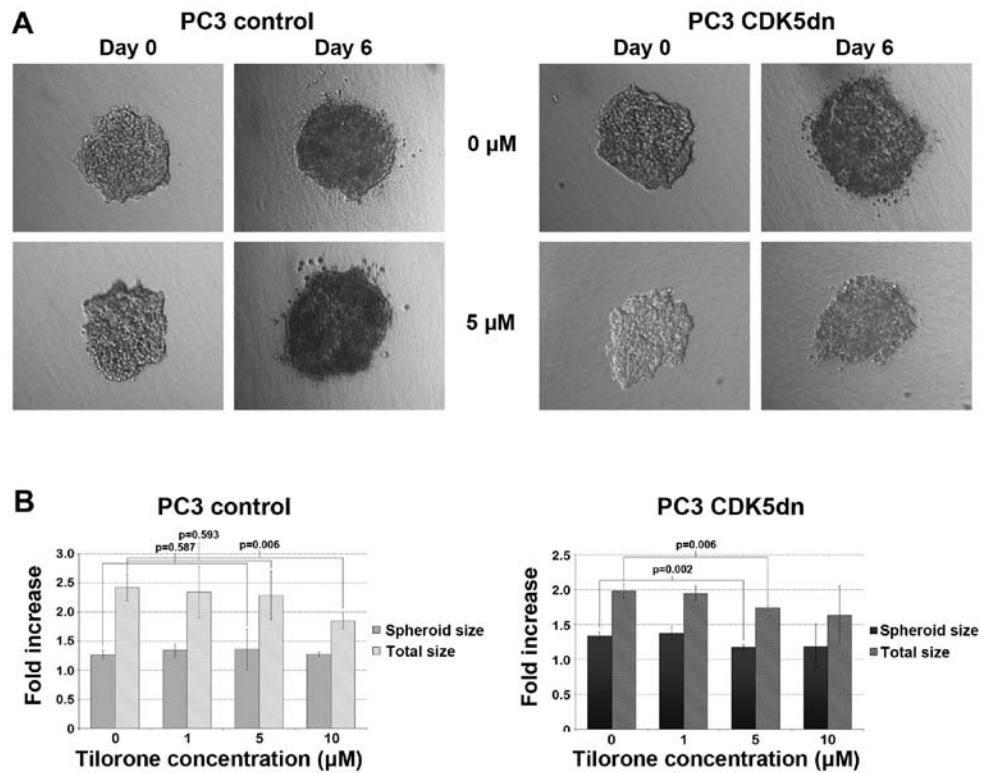 A
PC3 control
Day 0
Day 6
PC3 CDK5dn
Day 0
Day 6
0 µM
5 µM
B
PC3 control
p=0.593
p=0.587
p=0.006
3.0
2.5
2.0
1.5
1.0
0.5
0
Fold increase
Spheroid size
Total size
0 1 5 10
Tilorone concentration (µM)
PC3 CDK5dn
p=0.006
p=0.002
2.5
2.0
1.5
1.0
0.5
0
Fold increase
Spheroid size
Total size
0 1 5 10
Tilorone concentration (µM)